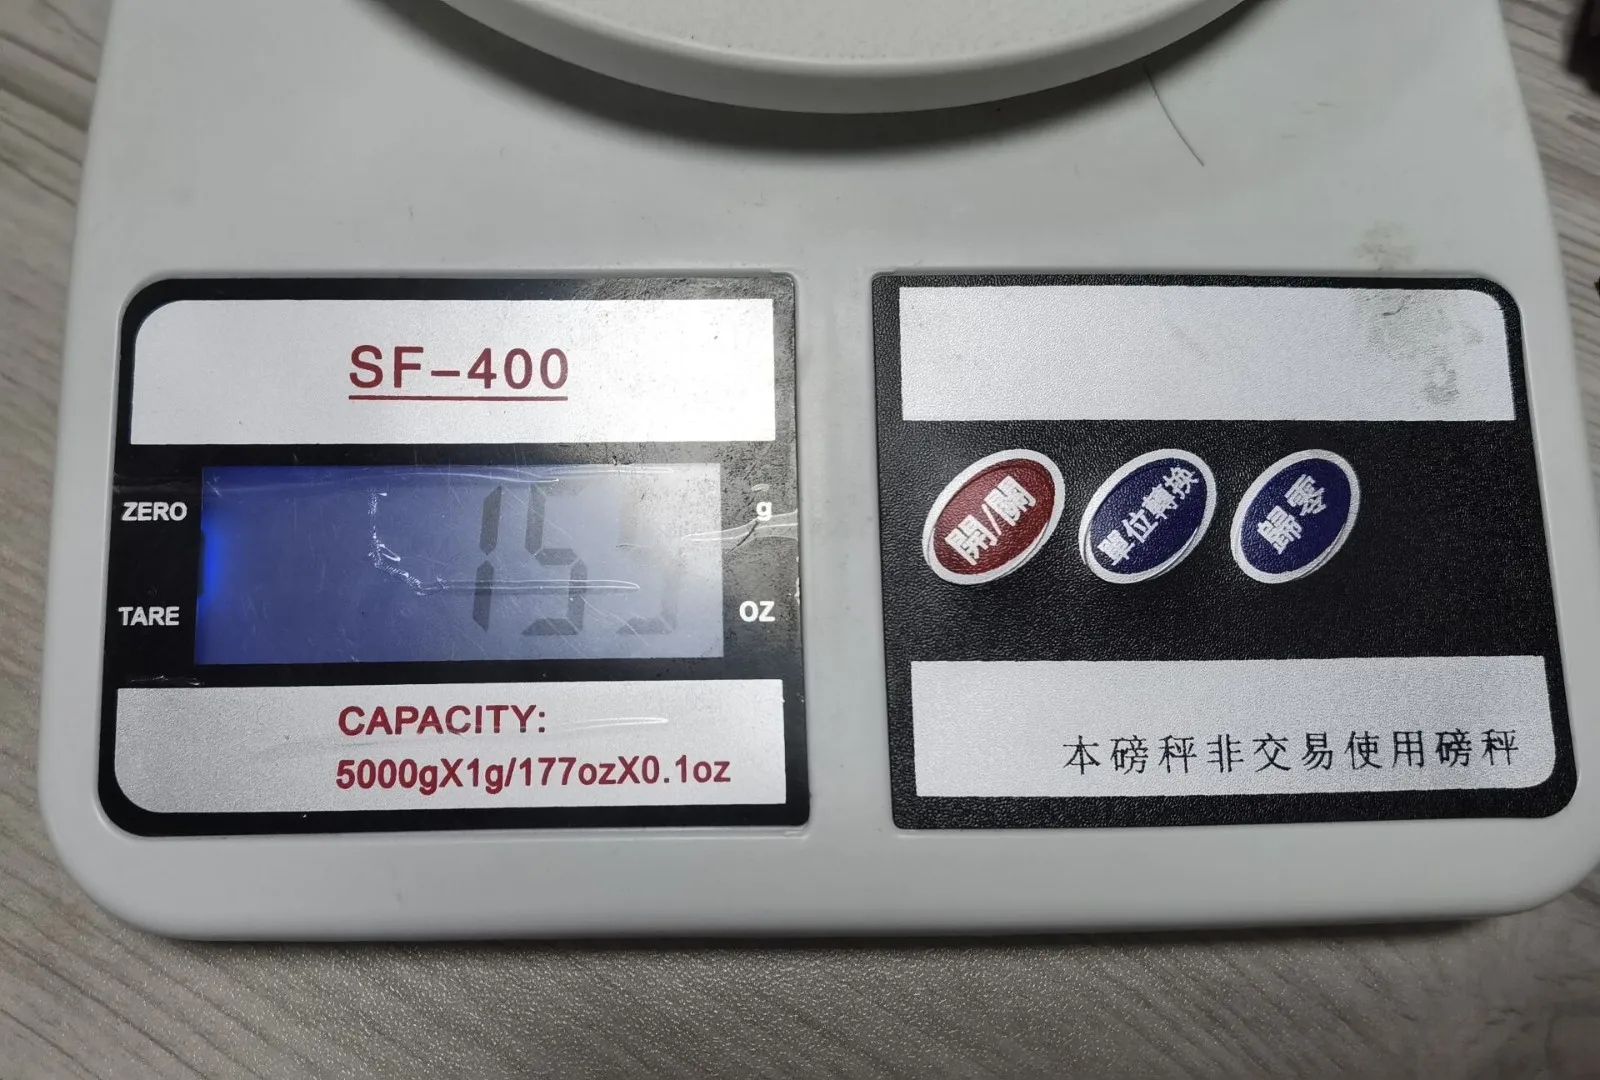 SF-400
ZERO
g
TARE
OZ
CAPACITY:
5000gX1g/177ozX0.1oz
開/關
單位轉换
歸零
本磅秤非交易使用磅秤